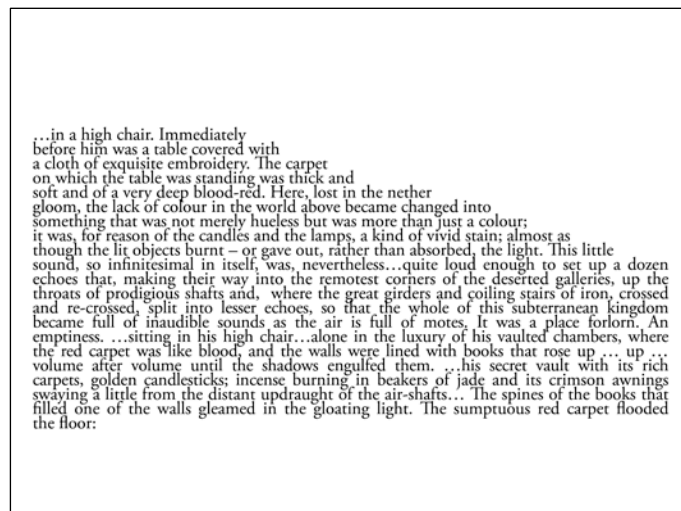 …in a high chair. Immediately
before him was a table covered with
a cloth of exquisite embroidery. The carpet
on which the table was standing was thick and
soft and of a very deep blood-red. Here, lost in the nether
gloom, the lack of colour in the world above became changed into
something that was not merely hueless but was more than just a colour;
it was, for reason of the candles and the lamps, a kind of vivid stain; almost as
though the lit objects burnt – or gave out, rather than absorbed, the light. This little
sound, so infinitesimal in itself, was, nevertheless…quite loud enough to set up a dozen
echoes that, making their way into the remotest corners of the deserted galleries, up the
throats of prodigious shafts and, where the great girders and coiling stairs of iron, crossed
and re-crossed, split into lesser echoes, so that the whole of this subterranean kingdom
became full of inaudible sounds as the air is full of motes. It was a place forlorn. An
emptiness. …sitting in his high chair…alone in the luxury of his vaulted chambers, where
the red carpet was like blood, and the walls were lined with books that rose up … up …
volume after volume until the shadows engulfed them. …his secret vault with its rich
carpets, golden candlesticks; incense burning in beakers of jade and its crimson awnings
swaying a little from the distant updraught of the air-shafts… The spines of the books that
filled one of the walls gleamed in the gloating light. The sumptuous red carpet flooded
the floor: